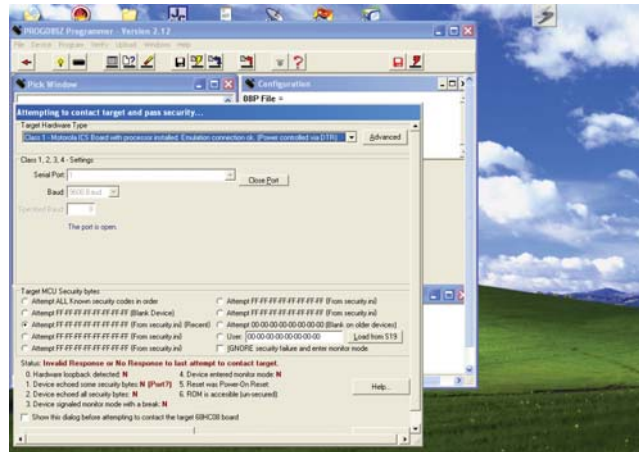 PROG08SZ Programmer - Version 2.12
File Device Program Verify Upload Windows Help
Pick Window
Configuration
08P File =
Attempting to contact target and pass security...
Target Hardware Type
Class 1 - Motorola ICS Board with processor installed. Emulation connection ok. (Power controlled via DTR)
Advanced
Class 1, 2, 3, 4 - Settings
Serial Port: 1
Close Port
Baud: 9600 Baud
Specified Baud: 0
The port is open.
Target MCU Security bytes
Attempt ALL Known security codes in order
Attempt FF-FF-FF-FF-FF-FF-FF-FF (From security.ini)
Attempt FF-FF-FF-FF-FF-FF-FF-FF (Blank Device)
Attempt FF-FF-FF-FF-FF-FF-FF-FF (From security.ini)
Attempt FF-FF-FF-FF-FF-FF-FF-FF (From security.ini) (Recent)
Attempt 00-00-00-00-00-00-00-00 (Blank on older devices)
Attempt FF-FF-FF-FF-FF-FF-FF-FF (From security.ini)
User: 00-00-00-00-00-00-00-00
Load from S19
Attempt FF-FF-FF-FF-FF-FF-FF-FF (From security.ini)
IGNORE security failure and enter monitor mode
Status: Invalid Response or No Response to last attempt to contact target.
0. Hardware loopback detected: N
4. Device entered monitor mode: N
1. Device echoed some security bytes: N (Port?)
5. Reset was Power-On Reset:
2. Device echoed all security bytes: N
6. ROM is accesible (un-secured):
3. Device signaled monitor mode with a break: N
Help...
Show this dialog before attempting to contact the target 68HC08 board